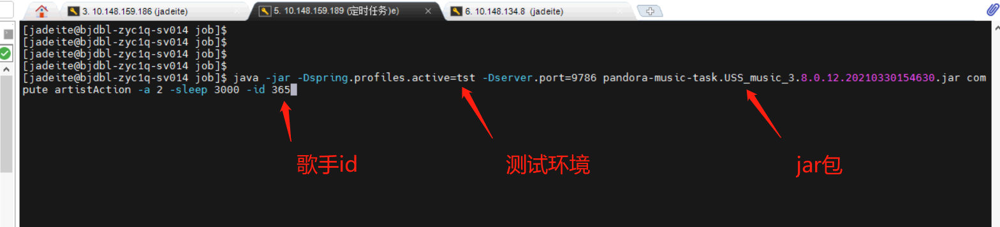 3. 10.148.159.186 (jadeite)
5. 10.148.159.189 (定时任务)e)
6. 10.148.134.8 (jadeite)
[jadeite@bjdbl-zyc1q-sv014 job]$
[jadeite@bjdbl-zyc1q-sv014 job]$
[jadeite@bjdbl-zyc1q-sv014 job]$
[jadeite@bjdbl-zyc1q-sv014 job]$
[jadeite@bjdbl-zyc1q-sv014 job]$ java -jar -Dspring.profiles.active=tst -Dserver.port=9786 pandora-music-task.USS_music_3.8.0.12.20210330154630.jar com
pute artistAction -a 2 -sleep 3000 -id 365
歌手id
测试环境
jar包